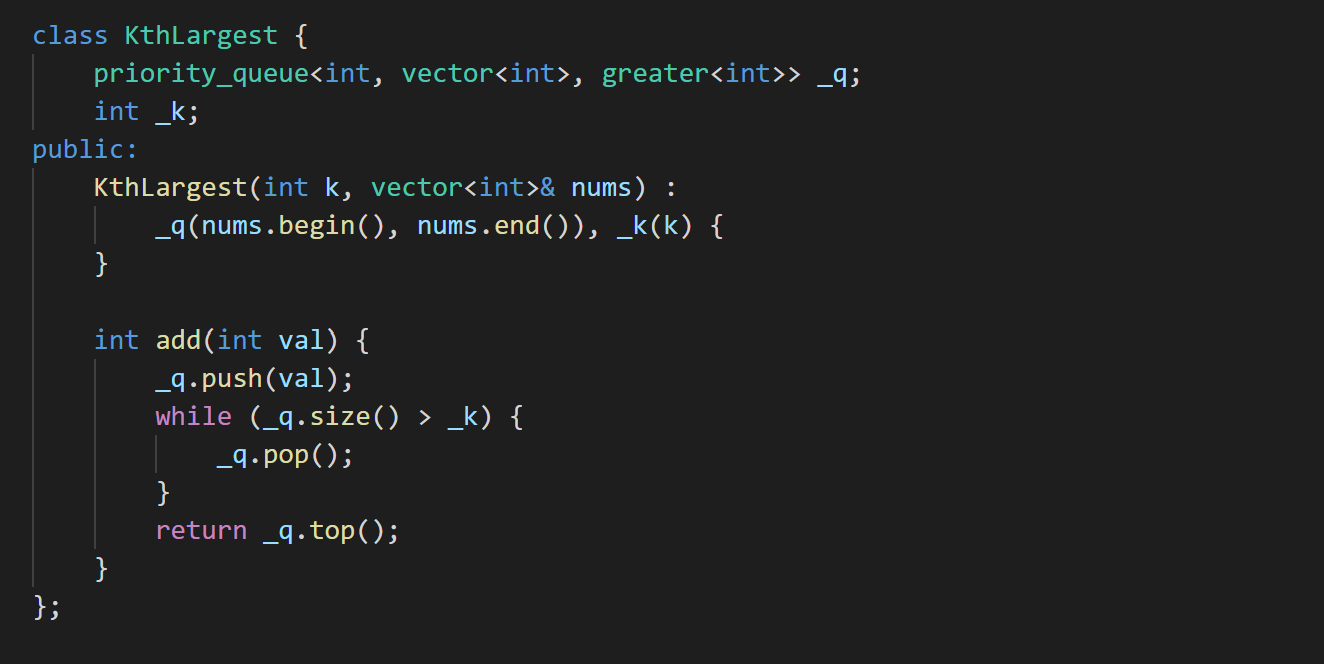 class KthLargest {
    priority_queue<int, vector<int>, greater<int>> _q;
    int _k;
public:
    KthLargest(int k, vector<int>& nums) :
        _q(nums.begin(), nums.end()), _k(k) {
    }

    int add(int val) {
        _q.push(val);
        while (_q.size() > _k) {
            _q.pop();
        }
        return _q.top();
    }
};